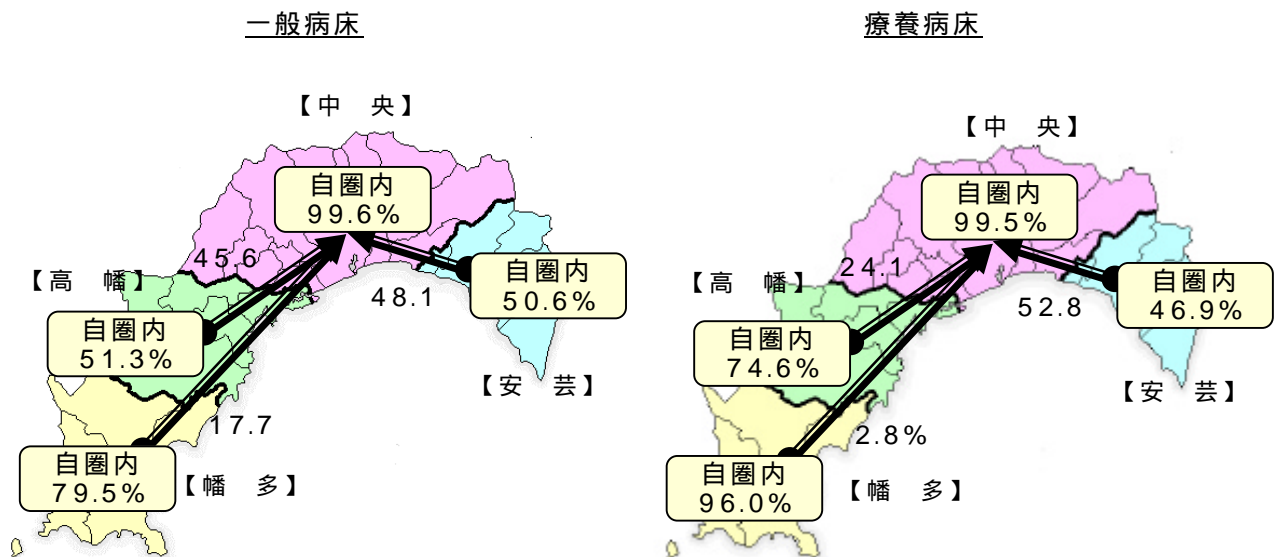 一般病床
【中　央】
自圏内
99.6%
45.6
【高　幡】
48.1
自圏内
50.6%
自圏内
51.3%
【安　芸】
17.7
自圏内
79.5%
【幡　多】
療養病床
【中　央】
自圏内
99.5%
24.1
【高　幡】
52.8
自圏内
46.9%
自圏内
74.6%
【安　芸】
2.8%
自圏内
96.0%
【幡　多】